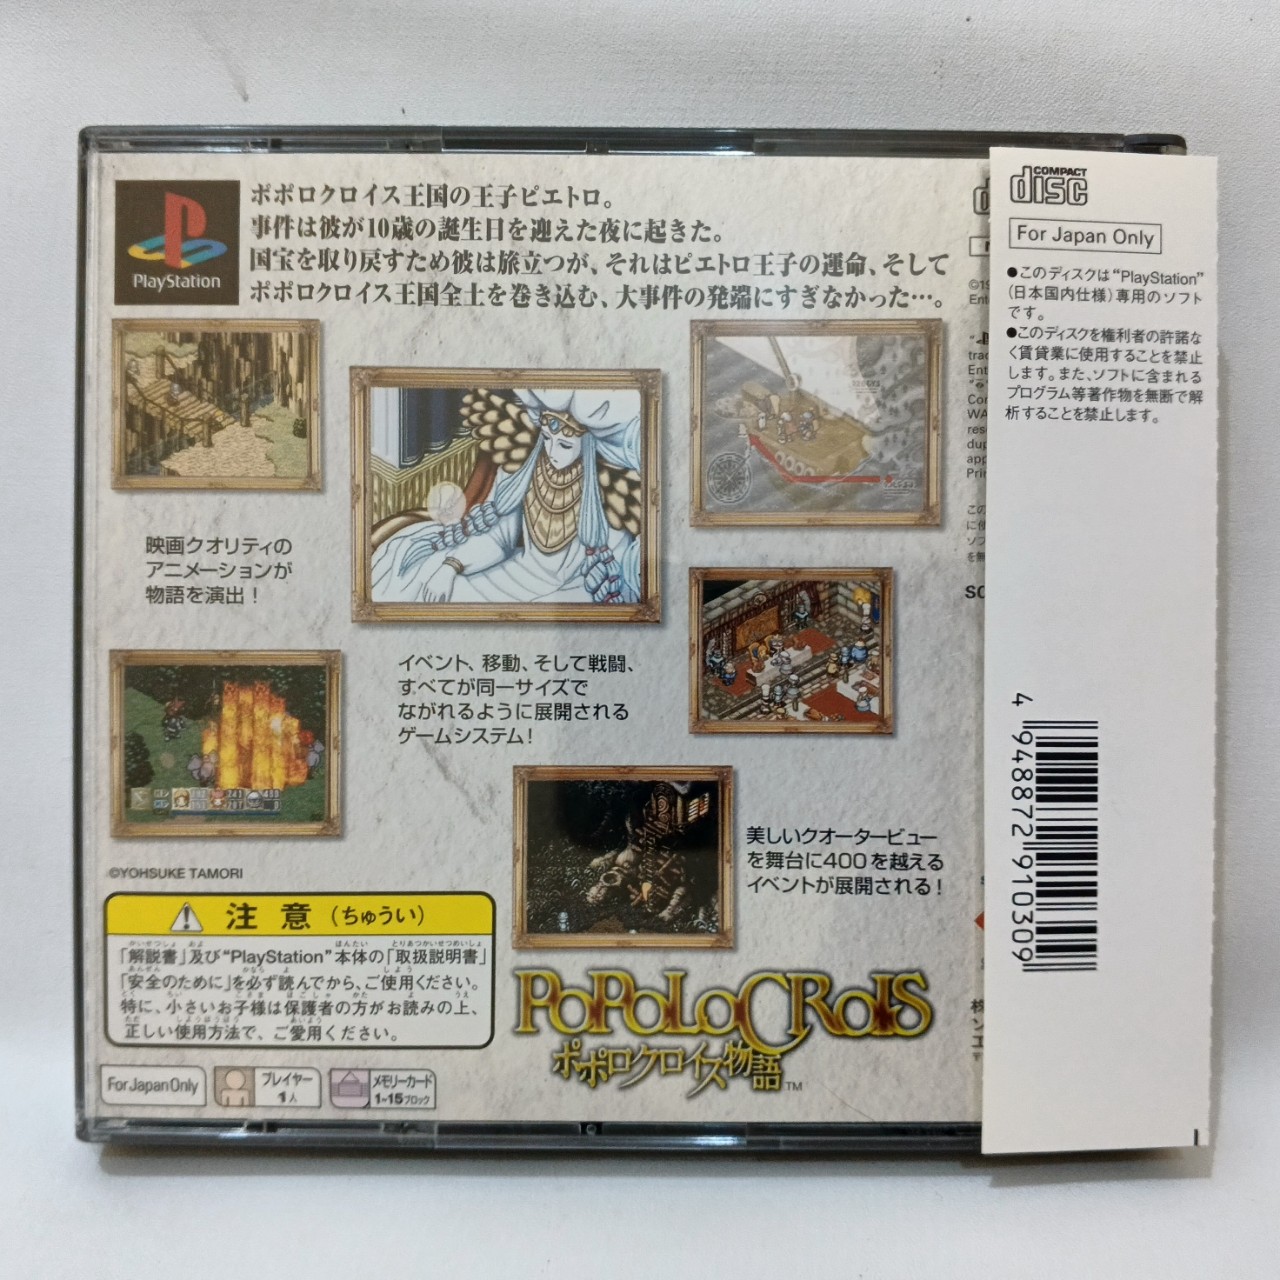 PlayStation
ポポロクロイス王国の王子ピエトロ。
事件は彼が10歳の誕生日を迎えた夜に起きた。
国宝を取り戻すため彼は旅立つが、それはピエトロ王子の運命、そして
ポポロクロイス王国全土を巻き込む、大事件の発端にすぎなかった…。
映画クオリティの
アニメーションが
物語を演出！
イベント、移動、そして戦闘、
すべてが同一サイズで
ながれるように展開される
ゲームシステム！
美しいクオータービュー
を舞台に400を越える
イベントが展開される！
©YOHSUKE TAMORI
注意（ちゅうい）
「解説書」及び“PlayStation”本体の「取扱説明書」
「安全のために」を必ず読んでから、ご使用ください。
特に、小さいお子様は保護者の方がお読みの上、
正しい使用方法で、ご愛用ください。
For Japan Only
プレイヤー
1人
メモリーカード
1~15ブロック
POPOLOCROIS
ポポロクロイス物語
TM
COMPACT
disc
For Japan Only
●このディスクは“PlayStation”
(日本国内仕様)専用のソフト
です。
●このディスクを権利者の許諾な
く賃貸業に使用することを禁止
します。また、ソフトに含まれる
プログラム等著作物を無断で解
析することを禁止します。
4 948872 910309